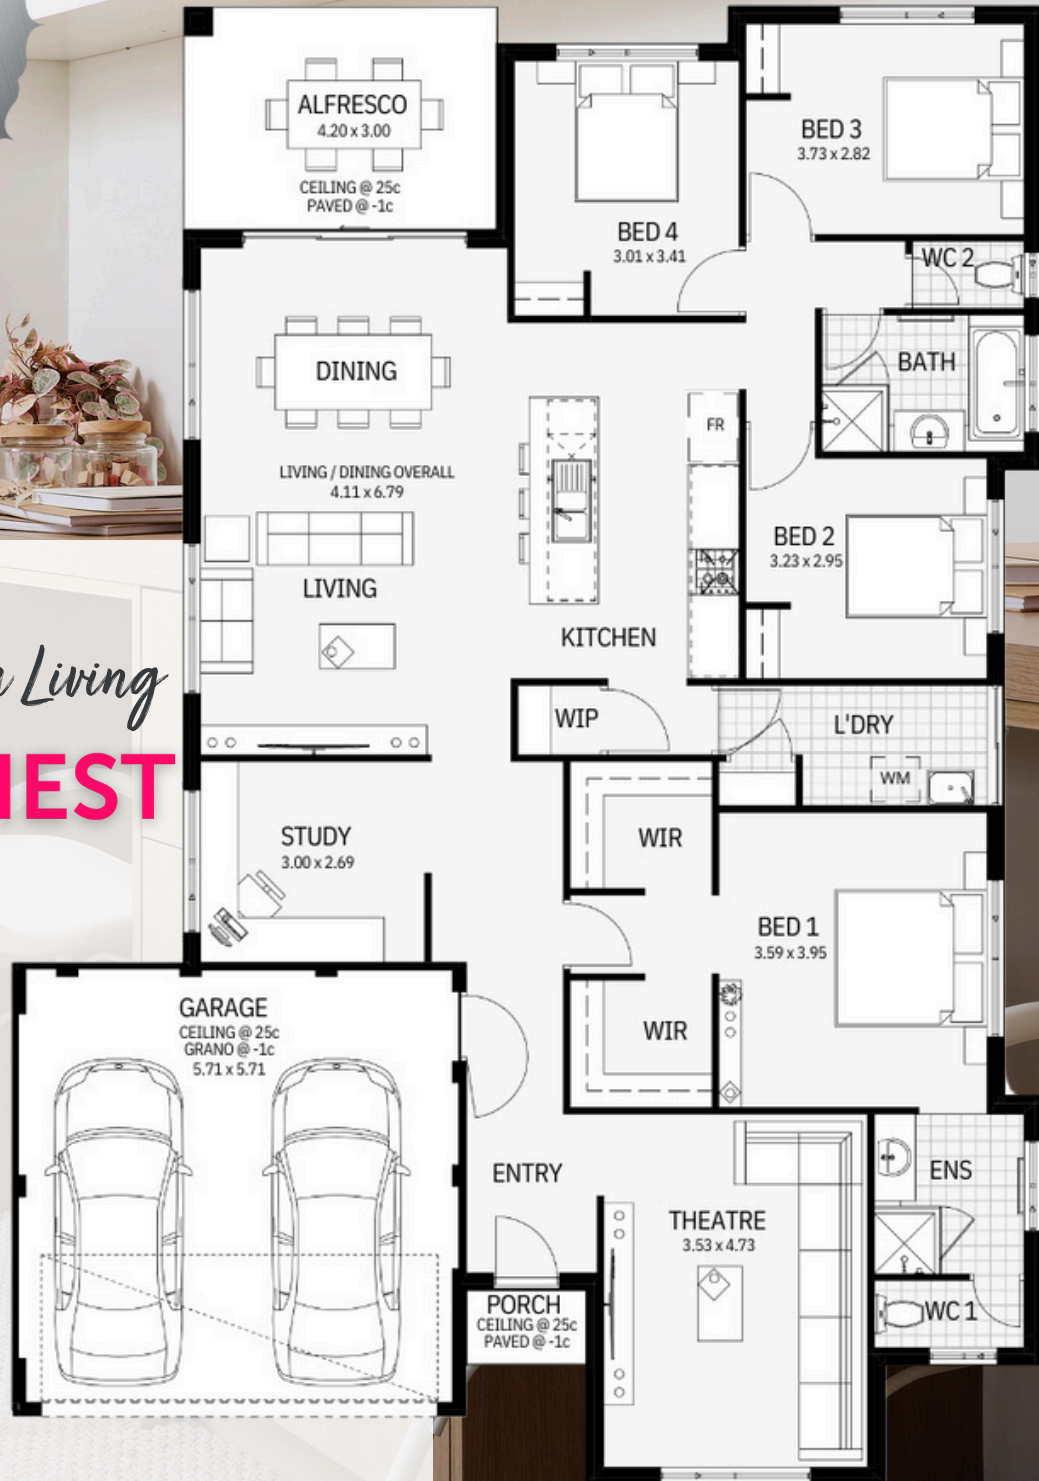 ALFRESCO
4.20 x 3.00
CEILING @ 25c
PAVED @ -1c
BED 4
3.01 x 3.41
BED 3
3.73 x 2.82
WC 2
BATH
DINING
FR
LIVING / DINING OVERALL
4.11 x 6.79
LIVING
KITCHEN
BED 2
3.23 x 2.95
Living
WIP
L'DRY
WM
STUDY
3.00 x 2.69
WIR
BED 1
3.59 x 3.95
WIR
GARAGE
CEILING @ 25c
GRANO @ -1c
5.71 x 5.71
ENTRY
ENS
THEATRE
3.53 x 4.73
PORCH
CEILING @ 25c
PAVED @ -1c
WC 1